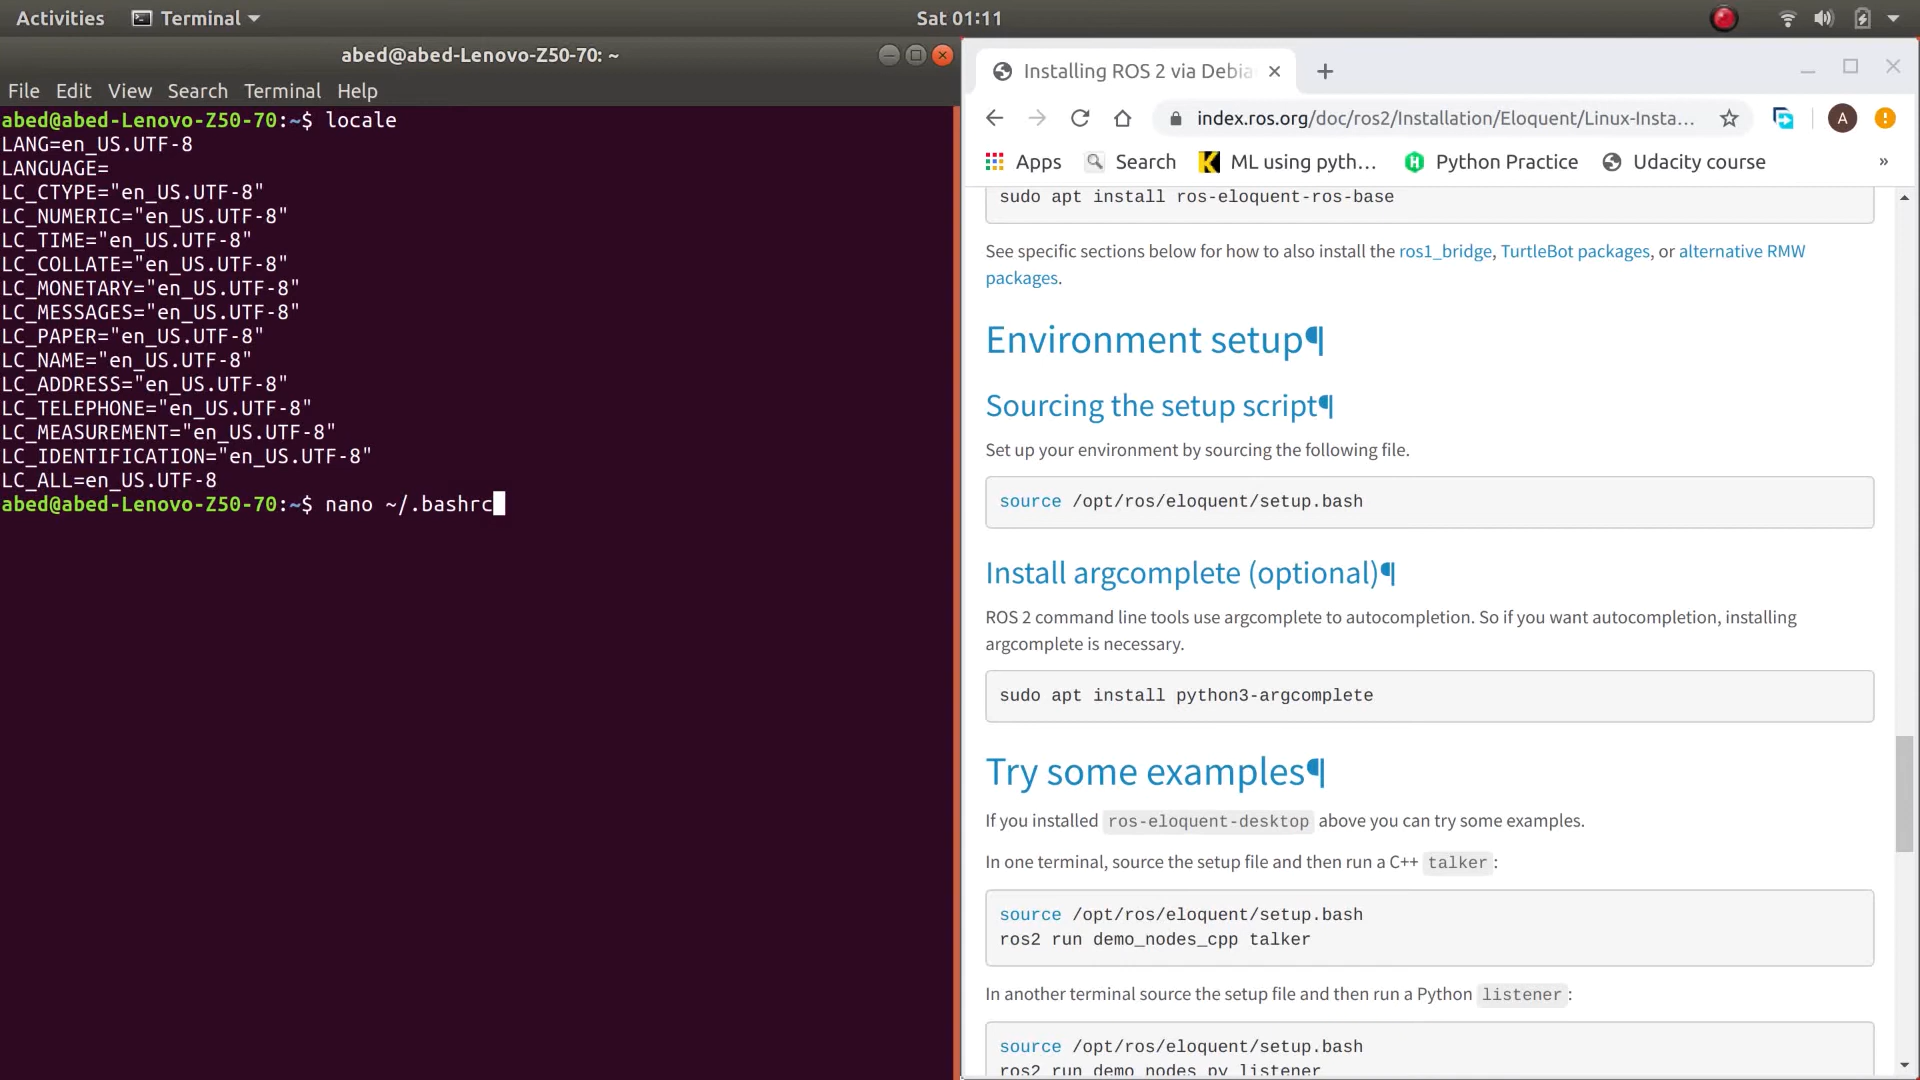 Activities
Terminal
Sat 01:11
abed@abed-Lenovo-Z50-70: ~
File Edit View Search Terminal Help
abed@abed-Lenovo-Z50-70:~$ locale
LANG=en_US.UTF-8
LANGUAGE=
LC_CTYPE="en_US.UTF-8"
LC_NUMERIC="en_US.UTF-8"
LC_TIME="en_US.UTF-8"
LC_COLLATE="en_US.UTF-8"
LC_MONETARY="en_US.UTF-8"
LC_MESSAGES="en_US.UTF-8"
LC_PAPER="en_US.UTF-8"
LC_NAME="en_US.UTF-8"
LC_ADDRESS="en_US.UTF-8"
LC_TELEPHONE="en_US.UTF-8"
LC_MEASUREMENT="en_US.UTF-8"
LC_IDENTIFICATION="en_US.UTF-8"
LC_ALL=en_US.UTF-8
abed@abed-Lenovo-Z50-70:~$ nano ~/.bashrc
Installing ROS 2 via Debia
index.ros.org/doc/ros2/Installation/Eloquent/Linux-Insta...
A
Apps Search ML using pyth... Python Practice Udacity course »
sudo apt install ros-eloquent-ros-base
See specific sections below for how to also install the ros1_bridge, TurtleBot packages, or alternative RMW
packages.
Environment setup¶
Sourcing the setup script¶
Set up your environment by sourcing the following file.
source /opt/ros/eloquent/setup.bash
Install argcomplete (optional)¶
ROS 2 command line tools use argcomplete to autocompletion. So if you want autocompletion, installing
argcomplete is necessary.
sudo apt install python3-argcomplete
Try some examples¶
If you installed ros-eloquent-desktop above you can try some examples.
In one terminal, source the setup file and then run a C++ talker:
source /opt/ros/eloquent/setup.bash
ros2 run demo_nodes_cpp talker
In another terminal source the setup file and then run a Python listener:
source /opt/ros/eloquent/setup.bash
ros2 run demo_nodes_py listener